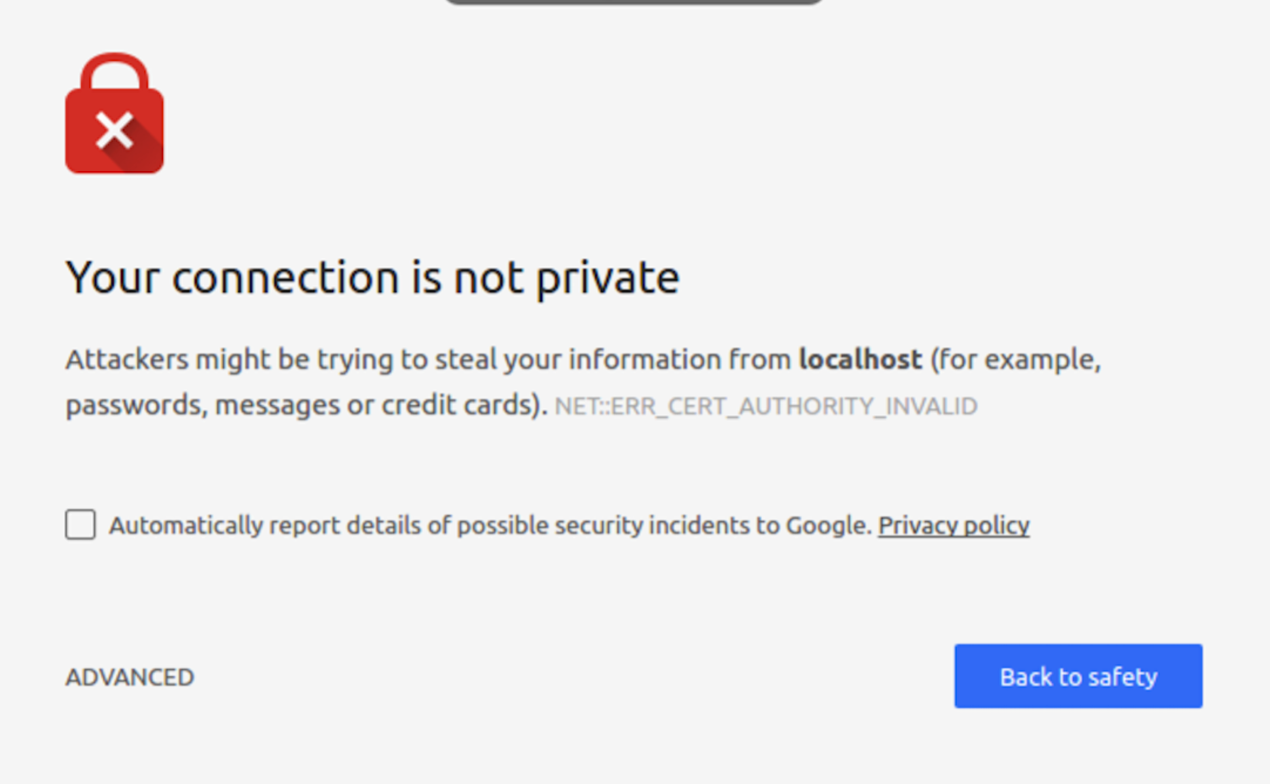 Your connection is not private
Attackers might be trying to steal your information from localhost (for example,
passwords, messages or credit cards). NET::ERR_CERT_AUTHORITY_INVALID
Automatically report details of possible security incidents to Google. Privacy policy
ADVANCED
Back to safety